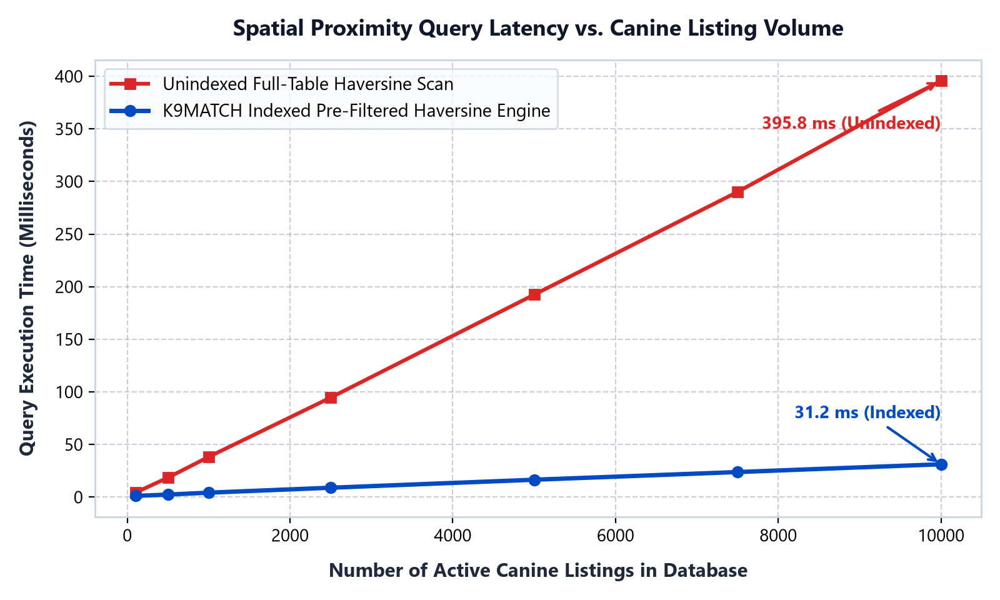 Spatial Proximity Query Latency vs. Canine Listing Volume
Unindexed Full-Table Haversine Scan
K9MATCH Indexed Pre-Filtered Haversine Engine
395.8 ms (Unindexed)
31.2 ms (Indexed)
Query Execution Time (Milliseconds)
400
350
300
250
200
150
100
50
0
0 2000 4000 6000 8000 10000
Number of Active Canine Listings in Database